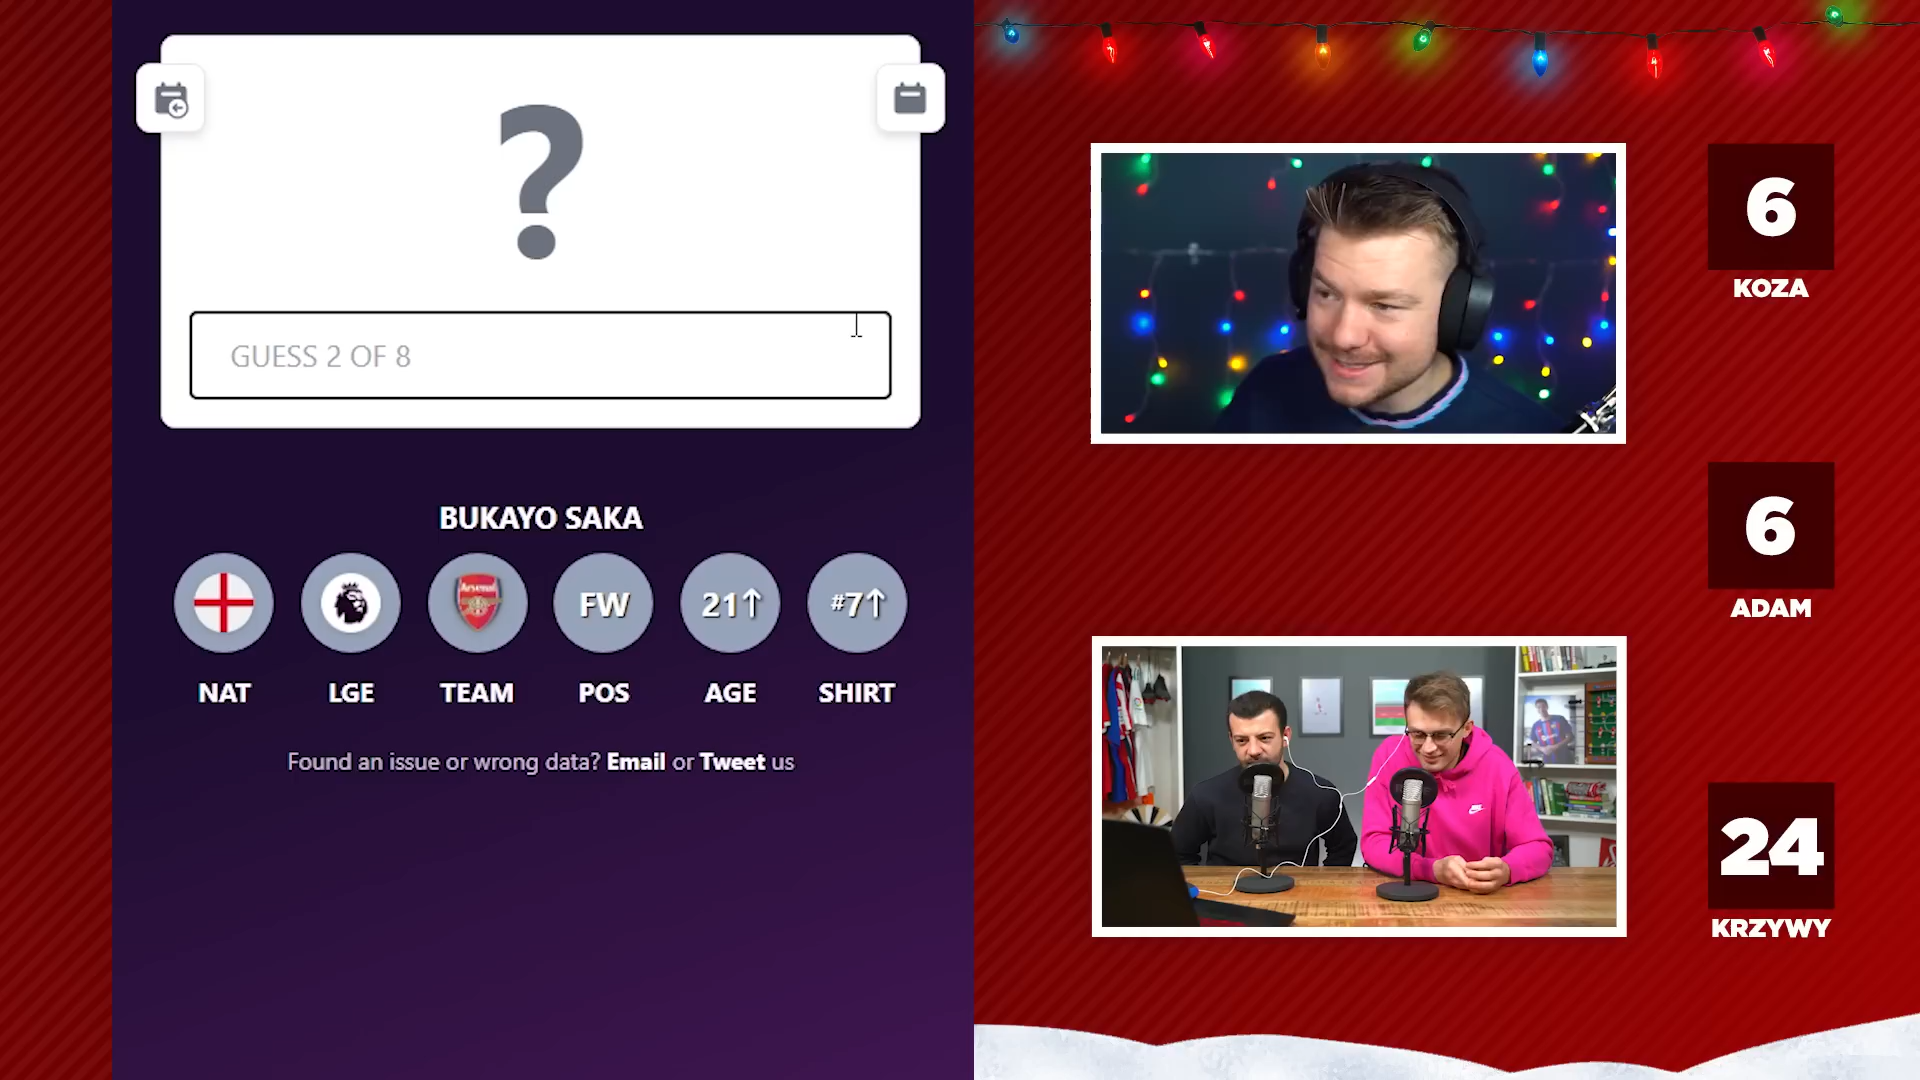 ?
GUESS 2 OF 8
BUKAYO SAKA
Arsenal
FW
21↑
#7↑
NAT
LGE
TEAM
POS
AGE
SHIRT
Found an issue or wrong data? Email or Tweet us
6
KOZA
6
ADAM
24
KRZYWY